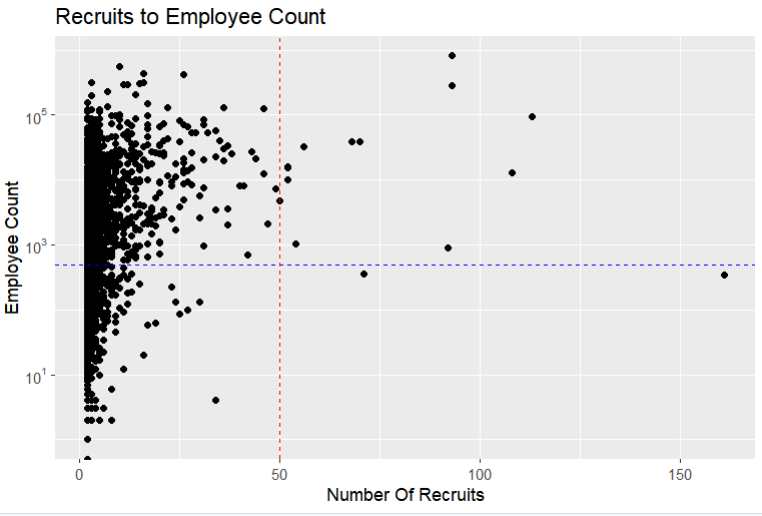 Recruits to Employee Count
Employee Count
10^5
10^3
10^1
0 50 100 150
Number Of Recruits